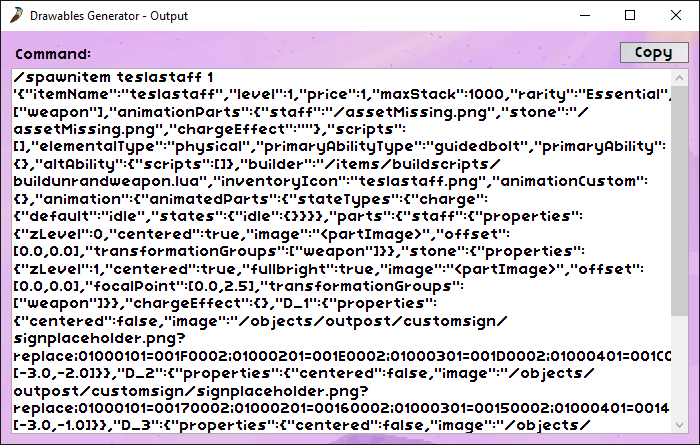 Drawables Generator - Output
Command:
Copy
/spawnitem teslastaff 1
'{"itemName":"teslastaff","level":1,"price":1,"maxStack":1000,"rarity":"Essential",
["weapon"],"animationParts":{"staff":"/assetMissing.png","stone":"/
assetMissing.png","chargeEffect":""},"scripts":
[],"elementalType":"physical","primaryAbilityType":"guidedbolt","primaryAbility":
{},"altAbility":{"scripts":[]},"builder":"/items/buildscripts/
buildunrandweapon.lua","inventoryIcon":"teslastaff.png","animationCustom":
{},"animation":{"animatedParts":{"stateTypes":{"charge":
{"default":"idle","states":{"idle":{}}}},"parts":{"staff":{"properties":
{"zLevel":0,"centered":true,"image":"<partImage>","offset":
[0.0,0.0],"transformationGroups":["weapon"]}},"stone":{"properties":
{"zLevel":1,"centered":true,"fullbright":true,"image":"<partImage>","offset":
[0.0,0.0],"focalPoint":[0.0,2.5],"transformationGroups":
["weapon"]}},"chargeEffect":{},"D_1":{"properties":
{"centered":false,"image":"/objects/outpost/customsign/
signplaceholder.png?
replace;01000101=001F0002;01000201=001E0002;01000301=001D0002;01000401=001C0
[-3.0,-2.0]}},"D_2":{"properties":{"centered":false,"image":"/objects/
outpost/customsign/signplaceholder.png?
replace;01000101=00170002;01000201=00160002;01000301=00150002;01000401=0014
[-3.0,-1.0]}},"D_3":{"properties":{"centered":false,"image":"/objects/